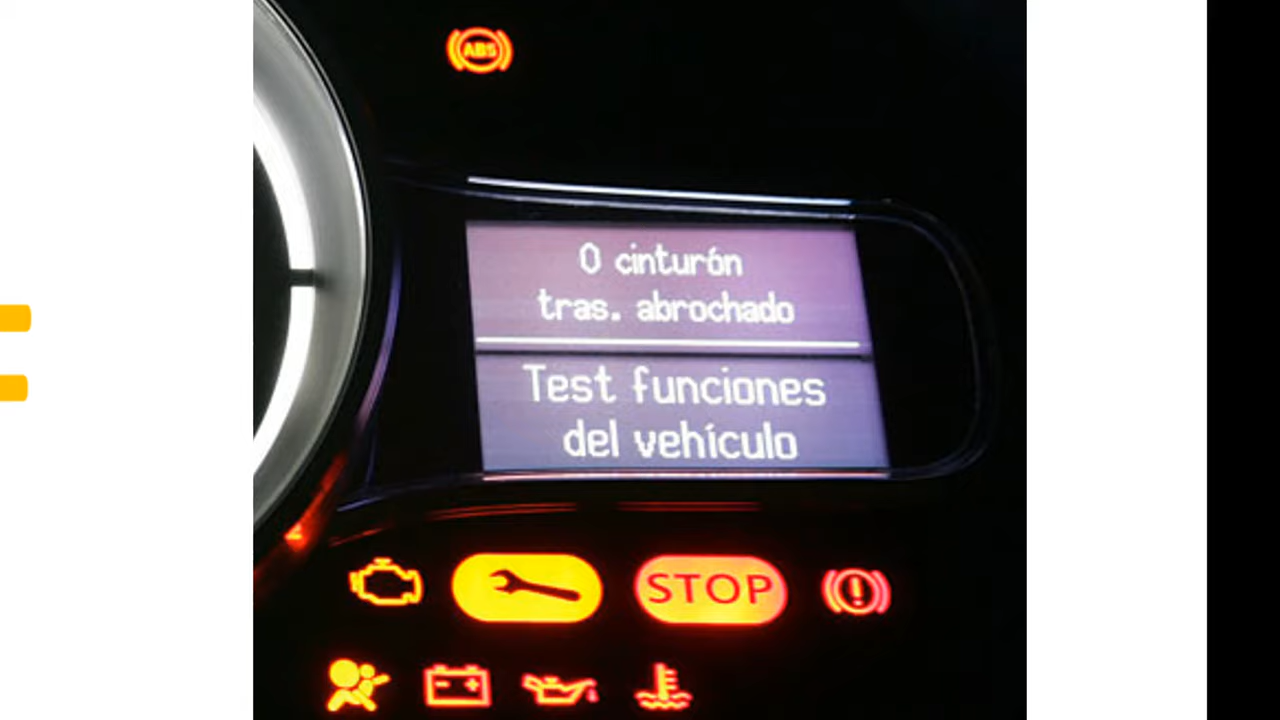 ABS
0 cinturón
tras. abrochado
Test funciones
del vehículo
STOP